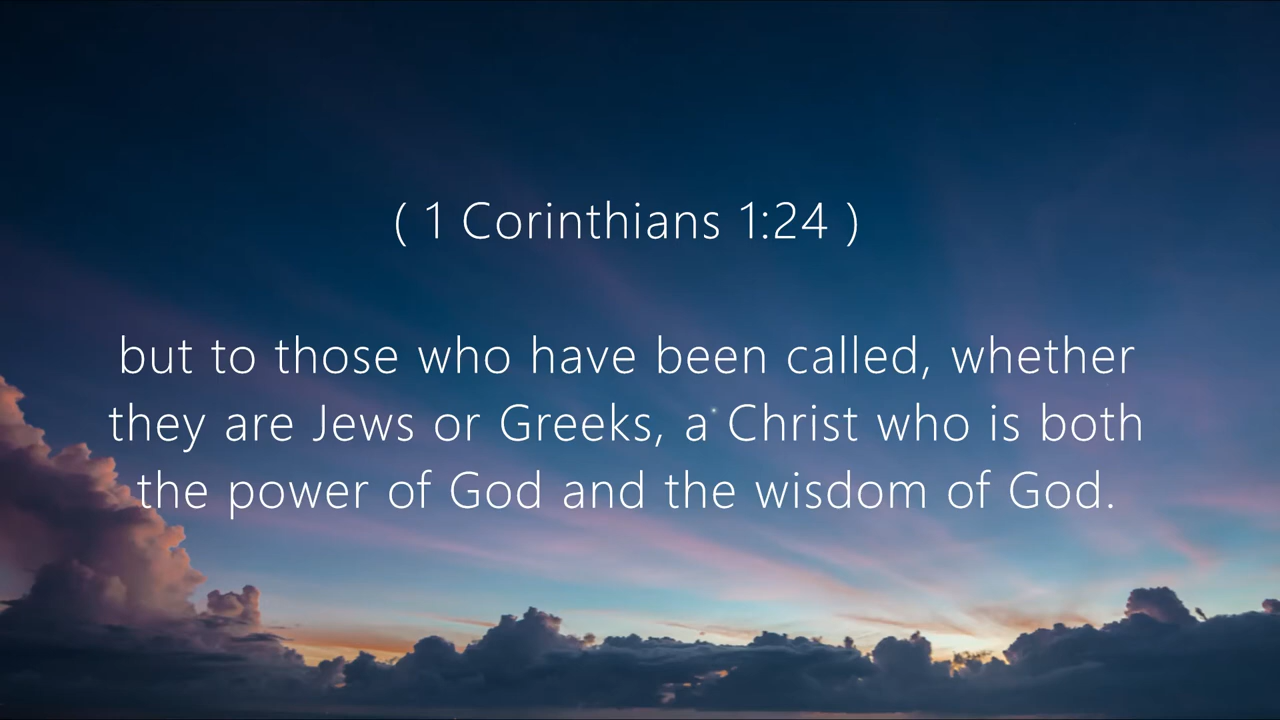 ( 1 Corinthians 1:24 )
but to those who have been called, whether
they are Jews or Greeks, a Christ who is both
the power of God and the wisdom of God.